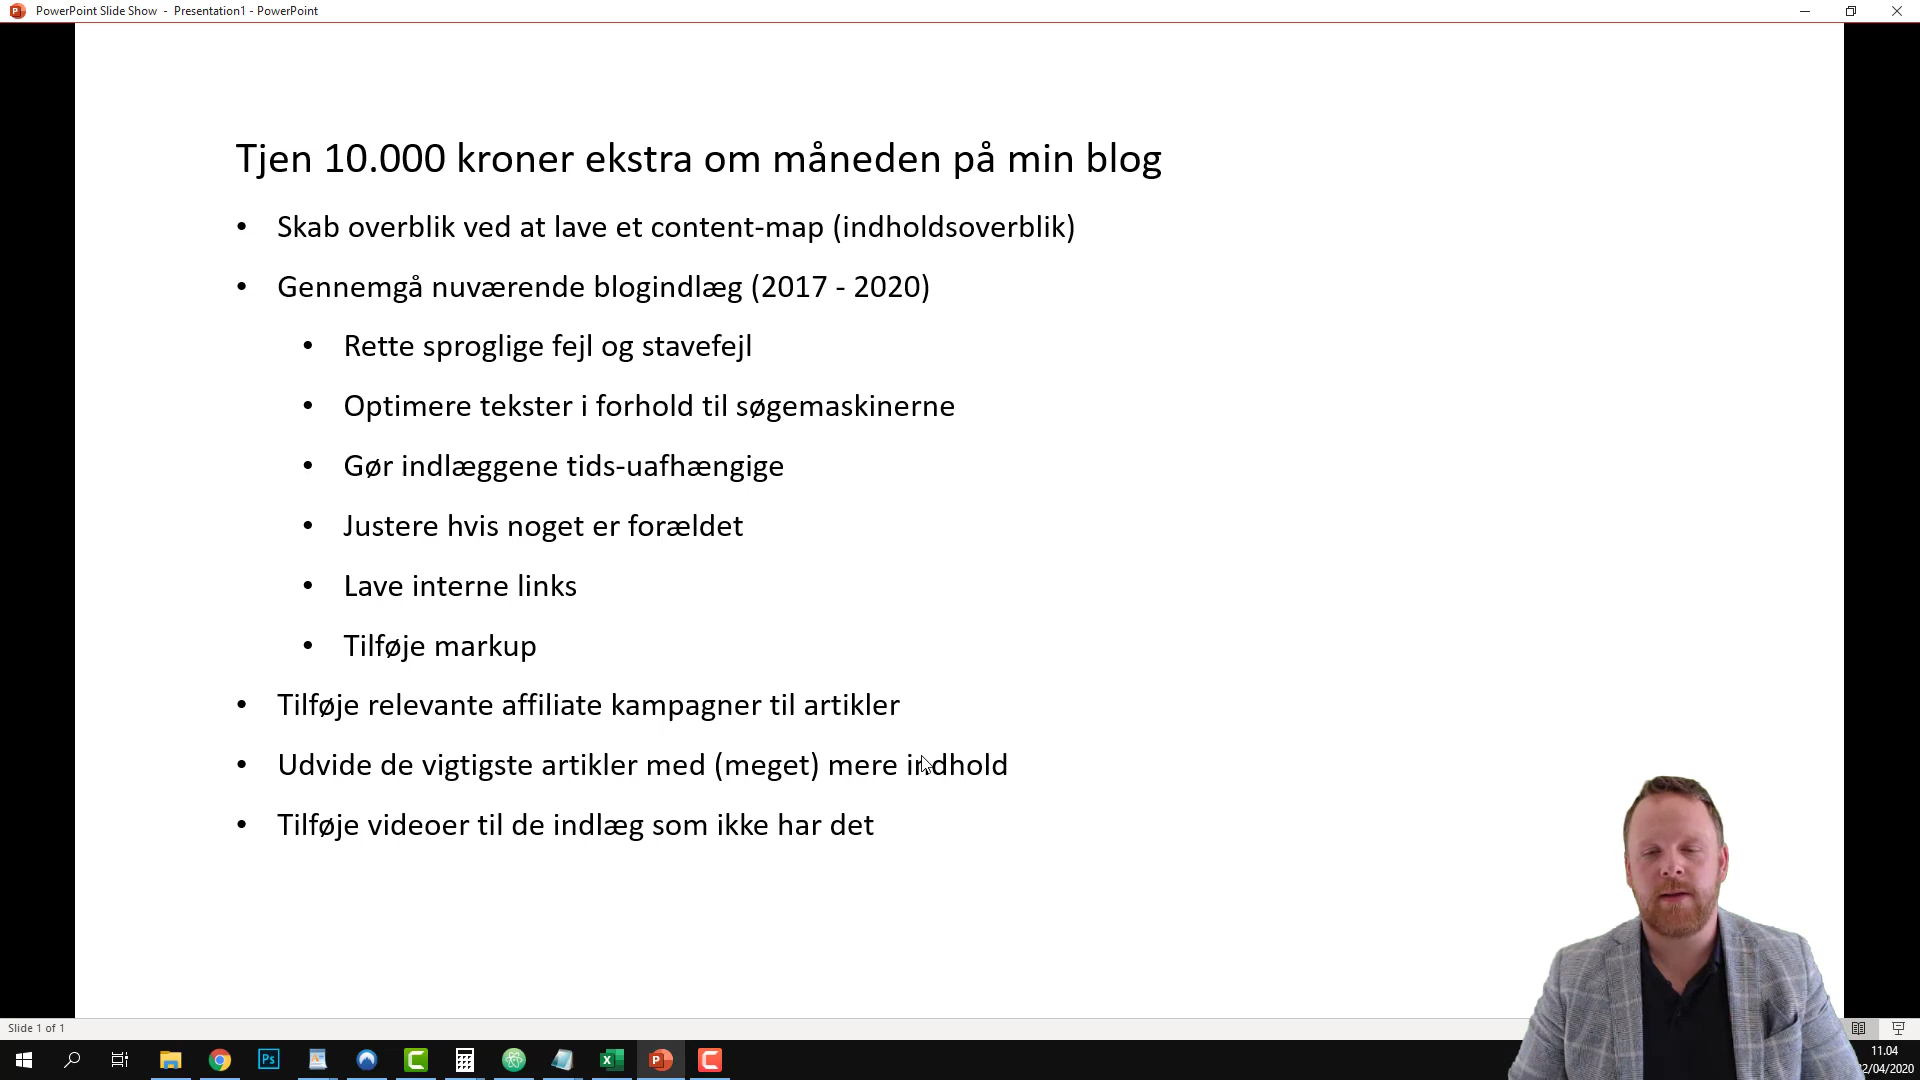 PowerPoint Slide Show - Presentation1 - PowerPoint
Tjen 10.000 kroner ekstra om måneden på min blog
• Skab overblik ved at lave et content-map (indholdsoverblik)
• Gennemgå nuværende blogindlæg (2017 - 2020)
• Rette sproglige fejl og stavefejl
• Optimere tekster i forhold til søgemaskinerne
• Gør indlæggene tids-uafhængige
• Justere hvis noget er forældet
• Lave interne links
• Tilføje markup
• Tilføje relevante affiliate kampagner til artikler
• Udvide de vigtigste artikler med (meget) mere indhold
• Tilføje videoer til de indlæg som ikke har det
Slide 1 of 1
11.04
2/04/2020